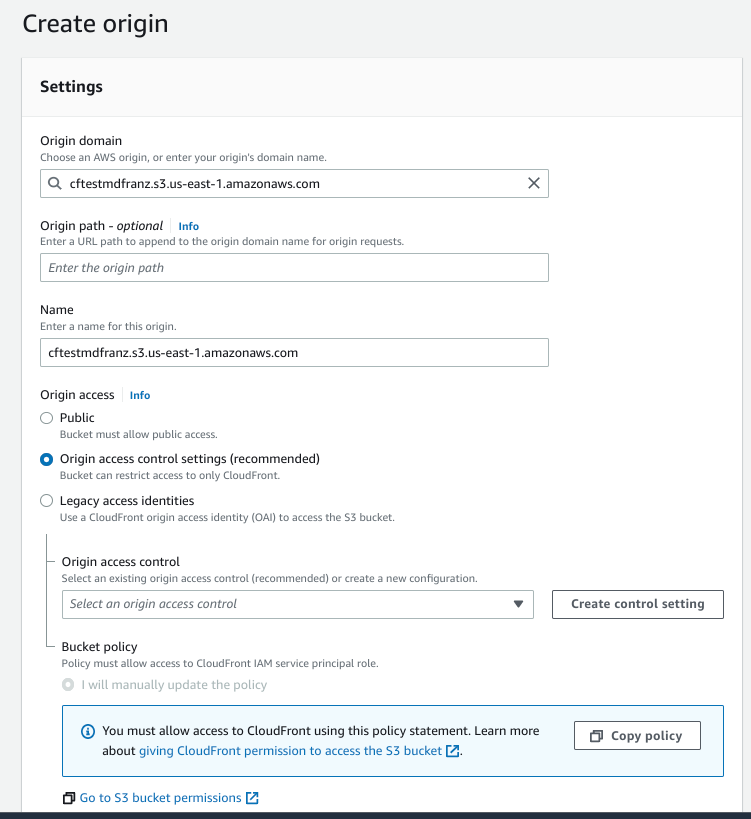 Create origin
Settings
Origin domain
Choose an AWS origin, or enter your origin's domain name.
cftestmdfranz.s3.us-east-1.amazonaws.com
Origin path - optional Info
Enter a URL path to append to the origin domain name for origin requests.
Enter the origin path
Name
Enter a name for this origin.
cftestmdfranz.s3.us-east-1.amazonaws.com
Origin access Info
Public
Bucket must allow public access.
Origin access control settings (recommended)
Bucket can restrict access to only CloudFront.
Legacy access identities
Use a CloudFront origin access identity (OAI) to access the S3 bucket.
Origin access control
Select an existing origin access control (recommended) or create a new configuration.
Select an origin access control
Create control setting
Bucket policy
Policy must allow access to CloudFront IAM service principal role.
I will manually update the policy
You must allow access to CloudFront using this policy statement. Learn more
about giving CloudFront permission to access the S3 bucket.
Copy policy
Go to S3 bucket permissions